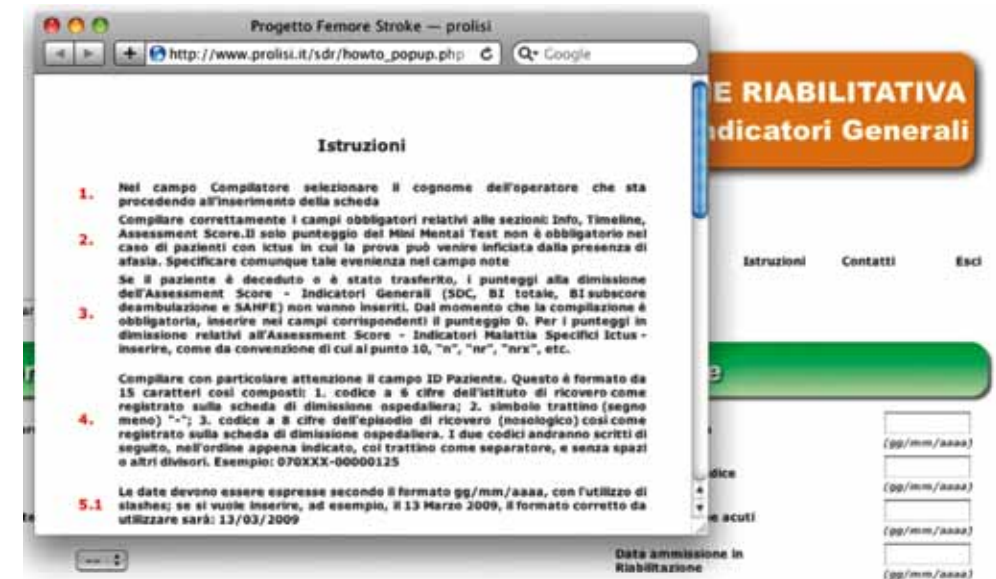 Progetto Femore Stroke — prolisi
http://www.prolisi.it/sdr/howto_popup.php
Google
E RIABILITATIVA
dicatori Generali
Istruzioni
Contatti
Esci
Istruzioni
1. Nel campo Compilatore selezionare il cognome dell'operatore che sta
procedendo all'inserimento della scheda
2. Compilare correttamente i campi obbligatori relativi alle sezioni: Info, Timeline,
Assessment Score.Il solo punteggio del Mini Mental Test non è obbligatorio nel
caso di pazienti con ictus in cui la prova può venire inficiata dalla presenza di
afasia. Specificare comunque tale evenienza nel campo note
3. Se il paziente è deceduto o è stato trasferito, i punteggi alla dimissione
dell'Assessment Score - Indicatori Generali (SDC, BI totale, BI subscore
deambulazione e SAHFE) non vanno inseriti. Dal momento che la compilazione è
obbligatoria, inserire nei campi corrispondenti il punteggio 0. Per i punteggi in
dimissione relativi all'Assessment Score - Indicatori Malattia Specifici Ictus -
inserire, come da convenzione di cui al punto 10, "n", "nr", "nrx", etc.
4. Compilare con particolare attenzione il campo ID Paziente. Questo è formato da
15 caratteri così composti: 1. codice a 6 cifre dell'istituto di ricovero come
registrato sulla scheda di dimissione ospedaliera; 2. simbolo trattino (segno
meno) "-"; 3. codice a 8 cifre dell'episodio di ricovero (nosologico) così come
registrato sulla scheda di dimissione ospedaliera. I due codici andranno scritti di
seguito, nell'ordine appena indicato, col trattino come separatore, e senza spazi
o altri divisori. Esempio: 070XXX-00000125
5.1 Le date devono essere espresse secondo il formato gg/mm/aaaa, con l'utilizzo di
slashes; se si vuole inserire, ad esempio, il 13 Marzo 2009, il formato corretto da
utilizzare sarà: 13/03/2009
(gg/mm/aaaa)
dice
(gg/mm/aaaa)
e acuti
(gg/mm/aaaa)
Data ammissione in
Riabilitazione
(gg/mm/aaaa)
--